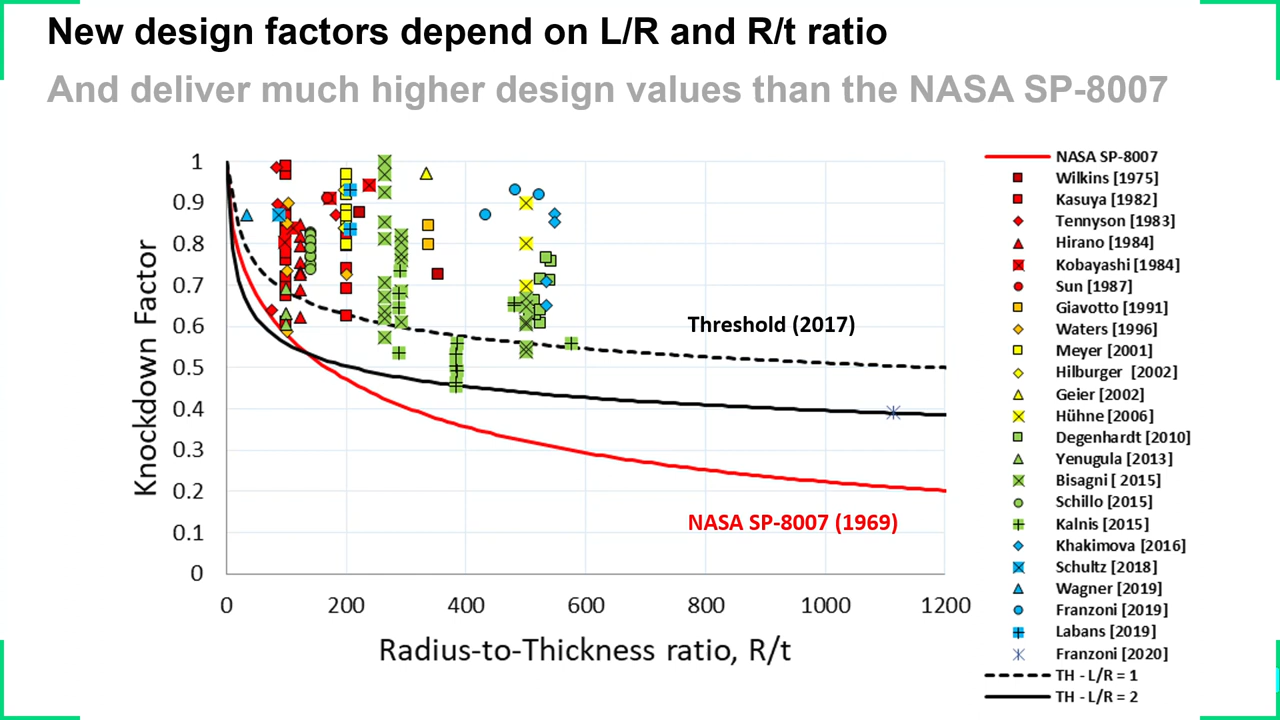 New design factors depend on L/R and R/t ratio
And deliver much higher design values than the NASA SP-8007
Knockdown Factor
1
0.9
0.8
0.7
0.6
0.5
0.4
0.3
0.2
0.1
0
Threshold (2017)
NASA SP-8007 (1969)
0 200 400 600 800 1000 1200
Radius-to-Thickness ratio, R/t
NASA SP-8007
Wilkins [1975]
Kasuya [1982]
Tennyson [1983]
Hirano [1984]
Kobayashi [1984]
Sun [1987]
Giavotto [1991]
Waters [1996]
Meyer [2001]
Hilburger [2002]
Geier [2002]
Hühne [2006]
Degenhardt [2010]
Yenugula [2013]
Bisagni [ 2015]
Schillo [2015]
Kalnis [2015]
Khakimova [2016]
Schultz [2018]
Wagner [2019]
Franzoni [2019]
Labans [2019]
Franzoni [2020]
TH - L/R = 1
TH - L/R = 2